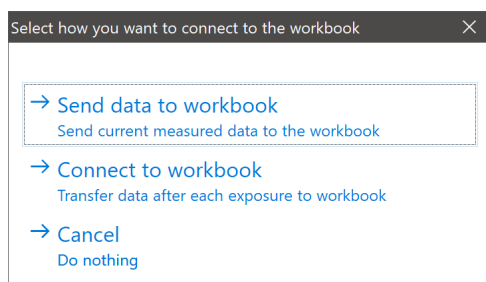 Select how you want to connect to the workbook
Send data to workbook
Send current measured data to the workbook
Connect to workbook
Transfer data after each exposure to workbook
Cancel
Do nothing